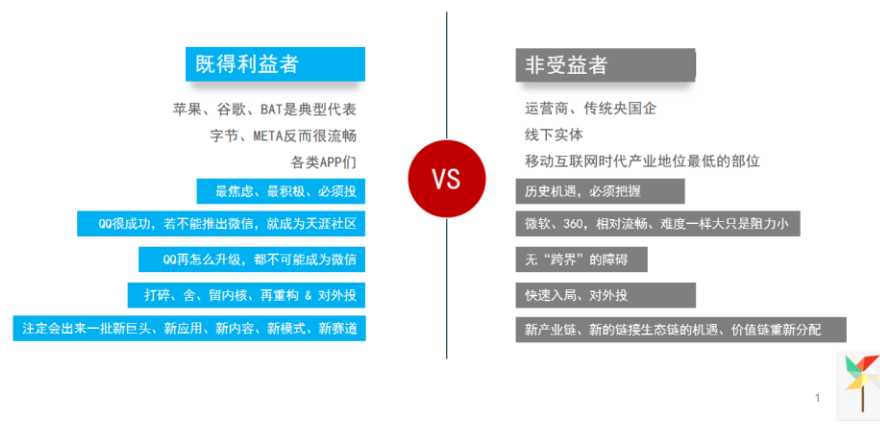 既得利益者
苹果、谷歌、BAT是典型代表
字节、META反而很流畅
各类APP们
最焦虑、最积极、必须投
QQ很成功，若不能推出微信，就成为天涯社区
QQ再怎么升级，都不可能成为微信
打碎、舍、留内核、再重构 & 对外投
注定会出来一批新巨头、新应用、新内容、新模式、新赛道
VS
非受益者
运营商、传统央国企
线下实体
移动互联网时代产业地位最低的部位
历史机遇，必须把握
微软、360，相对流畅、难度一样大只是阻力小
无“跨界”的障碍
快速入局、对外投
新产业链、新的链接生态链的机遇、价值链重新分配
1